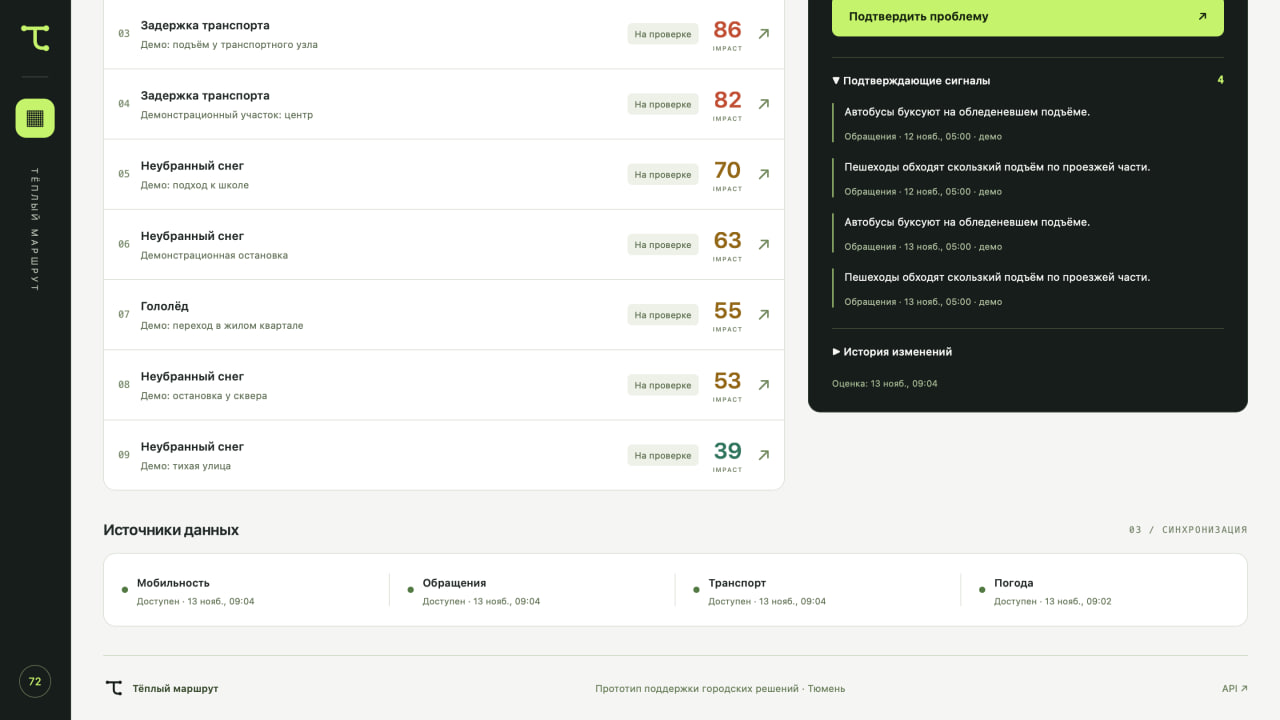 ТЁПЛЫЙ МАРШРУТ
72
03
Задержка транспорта
Демо: подъём у транспортного узла
На проверке
86
IMPACT
04
Задержка транспорта
Демонстрационный участок: центр
На проверке
82
IMPACT
05
Неубранный снег
Демо: подход к школе
На проверке
70
IMPACT
06
Неубранный снег
Демонстрационная остановка
На проверке
63
IMPACT
07
Гололёд
Демо: переход в жилом квартале
На проверке
55
IMPACT
08
Неубранный снег
Демо: остановка у сквера
На проверке
53
IMPACT
09
Неубранный снег
Демо: тихая улица
На проверке
39
IMPACT
Подтвердить проблему ↗
▼ Подтверждающие сигналы 4
Автобусы буксуют на обледеневшем подъёме.
Обращения · 12 нояб., 05:00 · демо
Пешеходы обходят скользкий подъём по проезжей части.
Обращения · 12 нояб., 05:00 · демо
Автобусы буксуют на обледеневшем подъёме.
Обращения · 13 нояб., 05:00 · демо
Пешеходы обходят скользкий подъём по проезжей части.
Обращения · 13 нояб., 05:00 · демо
▶ История изменений
Оценка: 13 нояб., 09:04
Источники данных
03 / СИНХРОНИЗАЦИЯ
Мобильность
Доступен · 13 нояб., 09:04
Обращения
Доступен · 13 нояб., 09:04
Транспорт
Доступен · 13 нояб., 09:04
Погода
Доступен · 13 нояб., 09:02
Тёплый маршрут
Прототип поддержки городских решений · Тюмень
API ↗